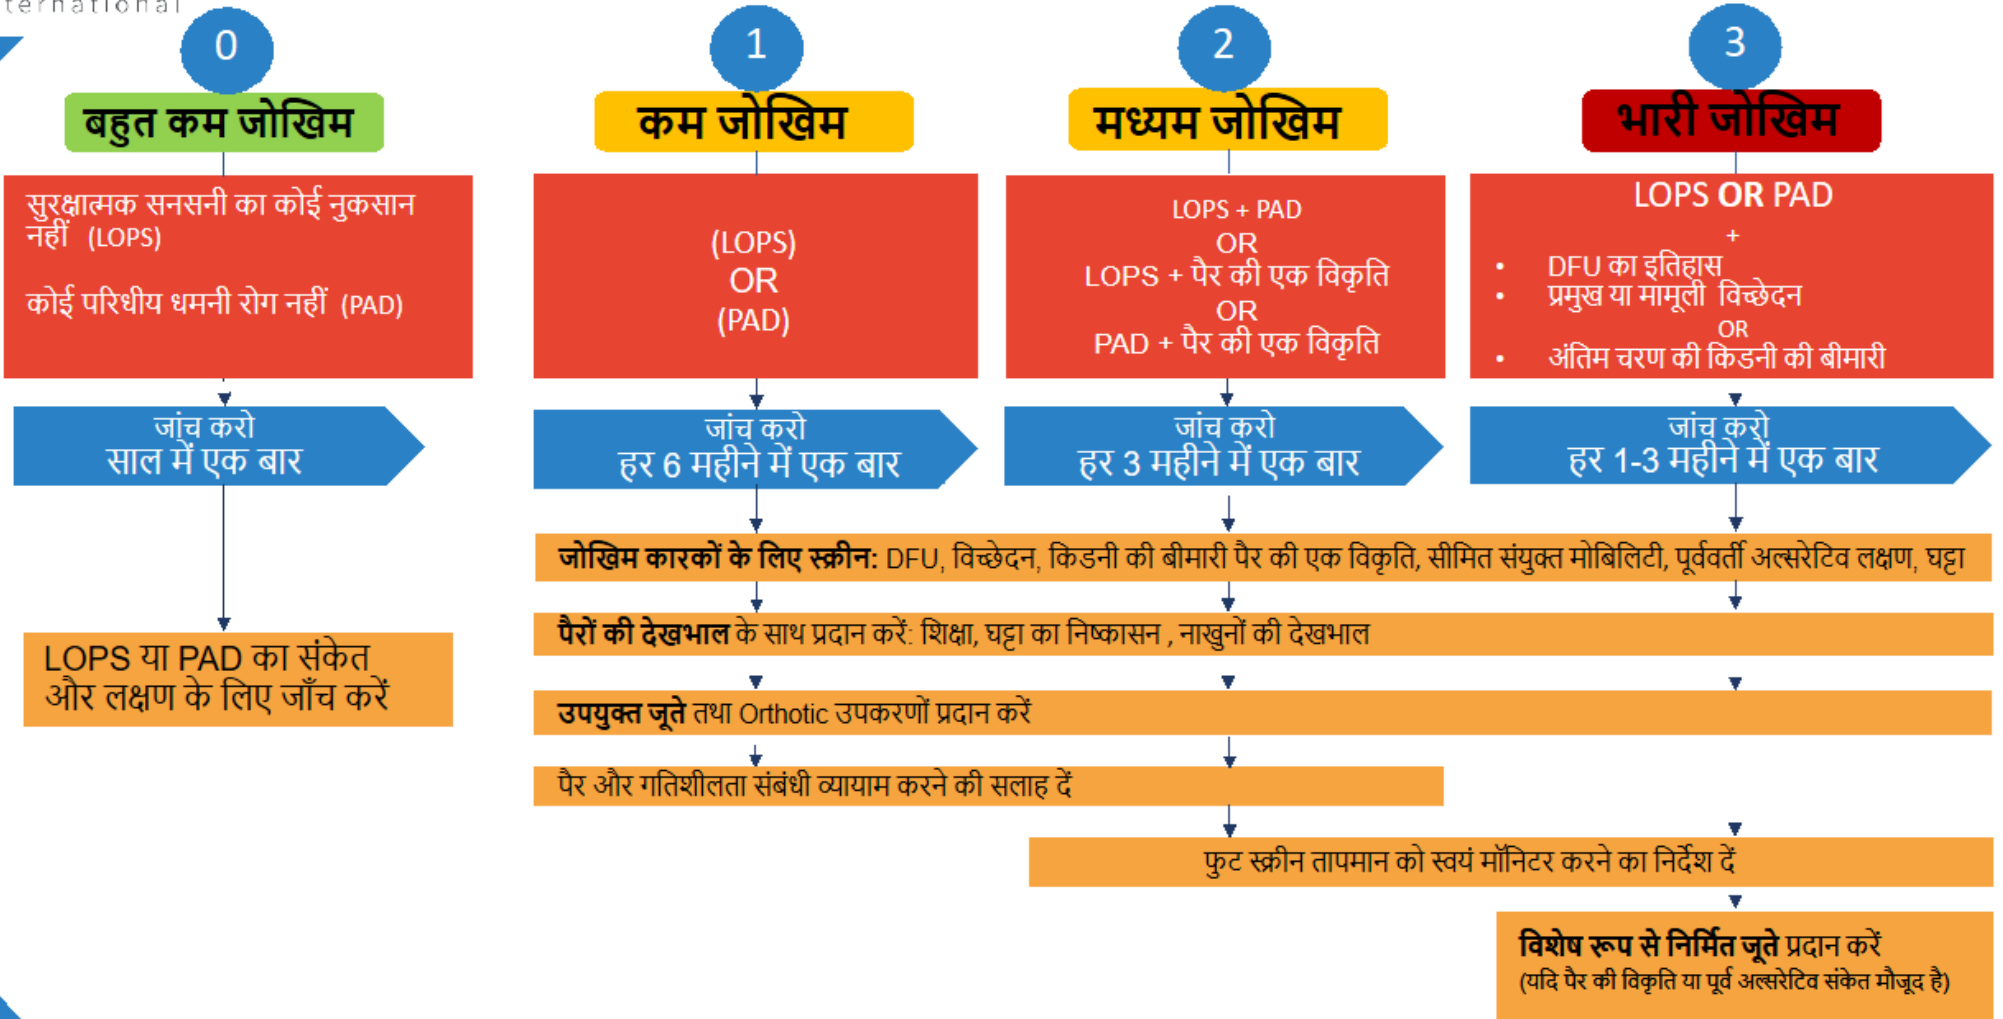 ternational
0
बहुत कम जोखिम
सुरक्षात्मक सनसनी का कोई नुकसान
नहीं (LOPS)
कोई परिधीय धमनी रोग नहीं (PAD)
जांच करो
साल में एक बार
LOPS या PAD का संकेत
और लक्षण के लिए जाँच करें
1
कम जोखिम
(LOPS)
OR
(PAD)
जांच करो
हर 6 महीने में एक बार
2
मध्यम जोखिम
LOPS + PAD
OR
LOPS + पैर की एक विकृति
OR
PAD + पैर की एक विकृति
जांच करो
हर 3 महीने में एक बार
3
भारी जोखिम
LOPS OR PAD
+
• DFU का इतिहास
• प्रमुख या मामूली विच्छेदन
OR
• अंतिम चरण की किडनी की बीमारी
जांच करो
हर 1-3 महीने में एक बार
जोखिम कारकों के लिए स्क्रीन: DFU, विच्छेदन, किडनी की बीमारी पैर की एक विकृति, सीमित संयुक्त मोबिलिटी, पूर्ववर्ती अल्सरेटिव लक्षण, घट्टा
पैरों की देखभाल के साथ प्रदान करें: शिक्षा, घट्टा का निष्कासन , नाखुनों की देखभाल
उपयुक्त जूते तथा Orthotic उपकरणों प्रदान करें
पैर और गतिशीलता संबंधी व्यायाम करने की सलाह दें
फुट स्क्रीन तापमान को स्वयं मॉनिटर करने का निर्देश दें
विशेष रूप से निर्मित जूते प्रदान करें
(यदि पैर की विकृति या पूर्व अल्सरेटिव संकेत मौजूद है)